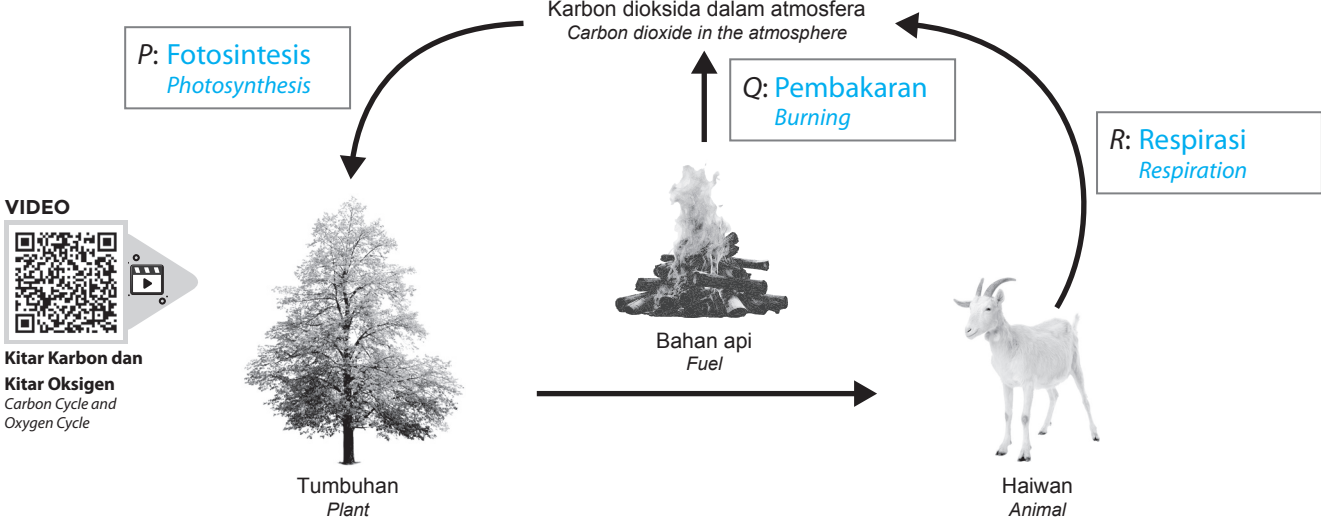 Karbon dioksida dalam atmosfera
Carbon dioxide in the atmosphere
P: Fotosintesis
Photosynthesis
Q: Pembakaran
Burning
R: Respirasi
Respiration
VIDEO
Kitar Karbon dan
Kitar Oksigen
Carbon Cycle and
Oxygen Cycle
Bahan api
Fuel
Tumbuhan
Plant
Haiwan
Animal